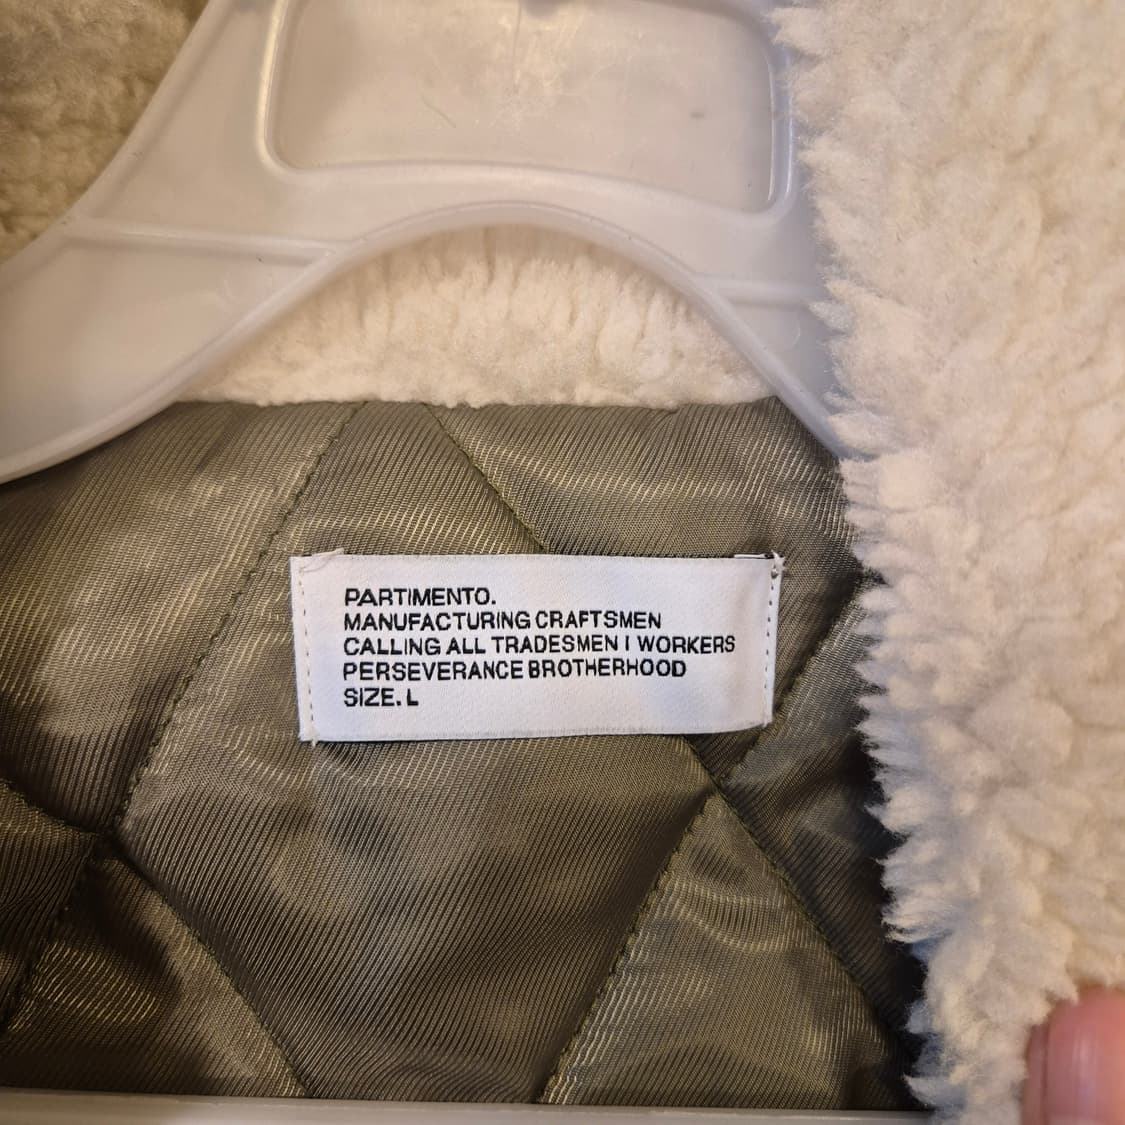 PARTIMENTO.
MANUFACTURING CRAFTSMEN
CALLING ALL TRADESMEN I WORKERS
PERSEVERANCE BROTHERHOOD
SIZE. L